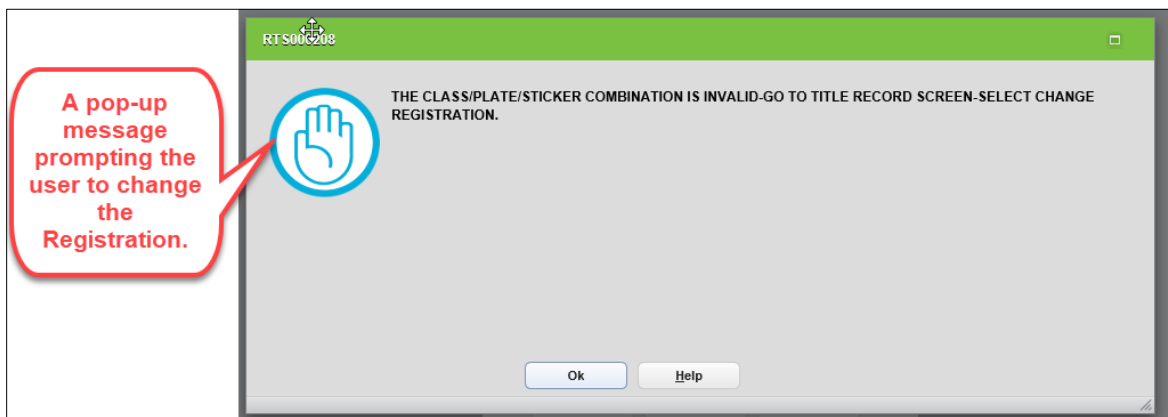 A pop-up
message
prompting the
user to change
the
Registration.
THE CLASS/PLATE/STICKER COMBINATION IS INVALID-GO TO TITLE RECORD SCREEN-SELECT CHANGE
REGISTRATION.
Ok
Help